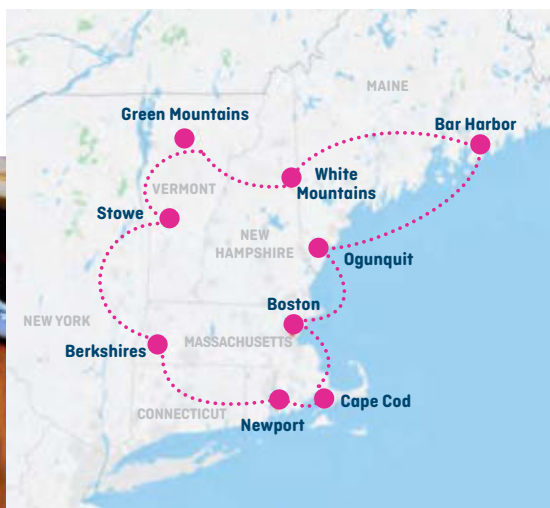 MAINE
Green Mountains
Bar Harbor
White
Mountains
VERMONT
Stowe
NEW
HAMPSHIRE
Ogunquit
Boston
NEW YORK
MASSACHUSETTS
Berkshires
Cape Cod
CONNECTICUT
Newport